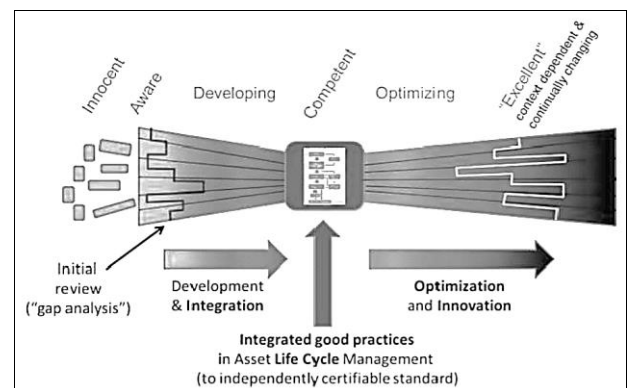 Innocent
Aware
Developing
Competent
Optimizing
"Excellent"
context dependent &
continually changing
Initial
review
("gap analysis")
Development
& Integration
Optimization
and Innovation
Integrated good practices
in Asset Life Cycle Management
(to independently certifiable standard)